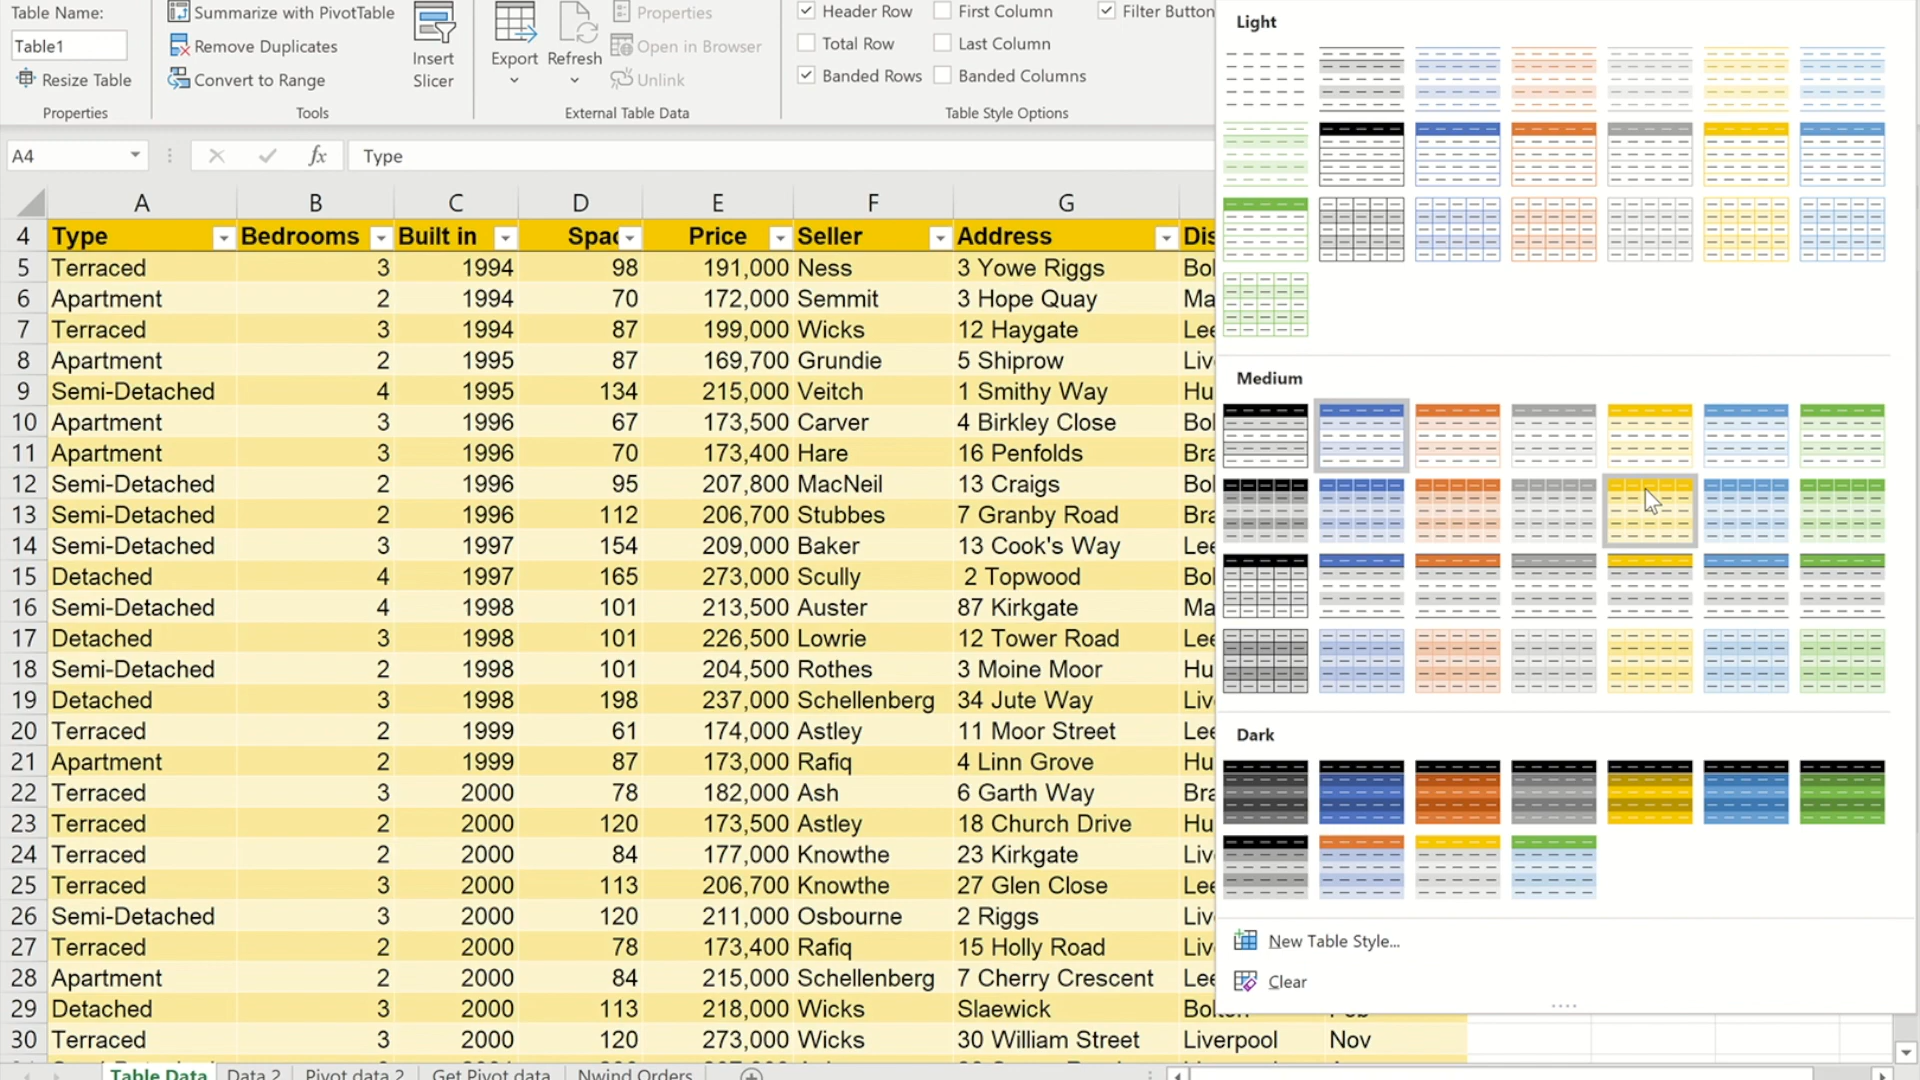 Table Name:
Table1
Resize Table
Properties
Summarize with PivotTable
Remove Duplicates
Convert to Range
Tools
Insert
Slicer
Export
Refresh
Properties
Open in Browser
Unlink
External Table Data
Header Row
Total Row
Banded Rows
First Column
Last Column
Banded Columns
Filter Button
Table Style Options
A4
fx
Type
A B C D E F G
4 Type Bedrooms Built in Spac Price Seller Address Dis
5 Terraced 3 1994 98 191,000 Ness 3 Yowe Riggs Bol
6 Apartment 2 1994 70 172,000 Semmit 3 Hope Quay Ma
7 Terraced 3 1994 87 199,000 Wicks 12 Haygate Lee
8 Apartment 2 1995 87 169,700 Grundie 5 Shiprow Liv
9 Semi-Detached 4 1995 134 215,000 Veitch 1 Smithy Way Hu
10 Apartment 3 1996 67 173,500 Carver 4 Birkley Close Bol
11 Apartment 3 1996 70 173,400 Hare 16 Penfolds Bra
12 Semi-Detached 2 1996 95 207,800 MacNeil 13 Craigs Bol
13 Semi-Detached 2 1996 112 206,700 Stubbes 7 Granby Road Bra
14 Semi-Detached 3 1997 154 209,000 Baker 13 Cook's Way Lee
15 Detached 4 1997 165 273,000 Scully 2 Topwood Bol
16 Semi-Detached 4 1998 101 213,500 Auster 87 Kirkgate Ma
17 Detached 3 1998 101 226,500 Lowrie 12 Tower Road Lee
18 Semi-Detached 2 1998 101 204,500 Rothes 3 Moine Moor Hu
19 Detached 3 1998 198 237,000 Schellenberg 34 Jute Way Liv
20 Terraced 2 1999 61 174,000 Astley 11 Moor Street Lee
21 Apartment 2 1999 87 173,000 Rafiq 4 Linn Grove Hu
22 Terraced 3 2000 78 182,000 Ash 6 Garth Way Bra
23 Terraced 2 2000 120 173,500 Astley 18 Church Drive Hu
24 Terraced 2 2000 84 177,000 Knowthe 23 Kirkgate Liv
25 Terraced 3 2000 113 206,700 Knowthe 27 Glen Close Lee
26 Semi-Detached 3 2000 120 211,000 Osbourne 2 Riggs Liv
27 Terraced 2 2000 78 173,400 Rafiq 15 Holly Road Liv
28 Apartment 2 2000 84 215,000 Schellenberg 7 Cherry Crescent Lee
29 Detached 3 2000 113 218,000 Wicks Slaewick Bolton Feb
30 Terraced 3 2000 120 273,000 Wicks 30 William Street Liverpool Nov
Table Data Data 2 Pivot data 2 Get Pivot data Nwind Orders
Light
Medium
Dark
New Table Style...
Clear